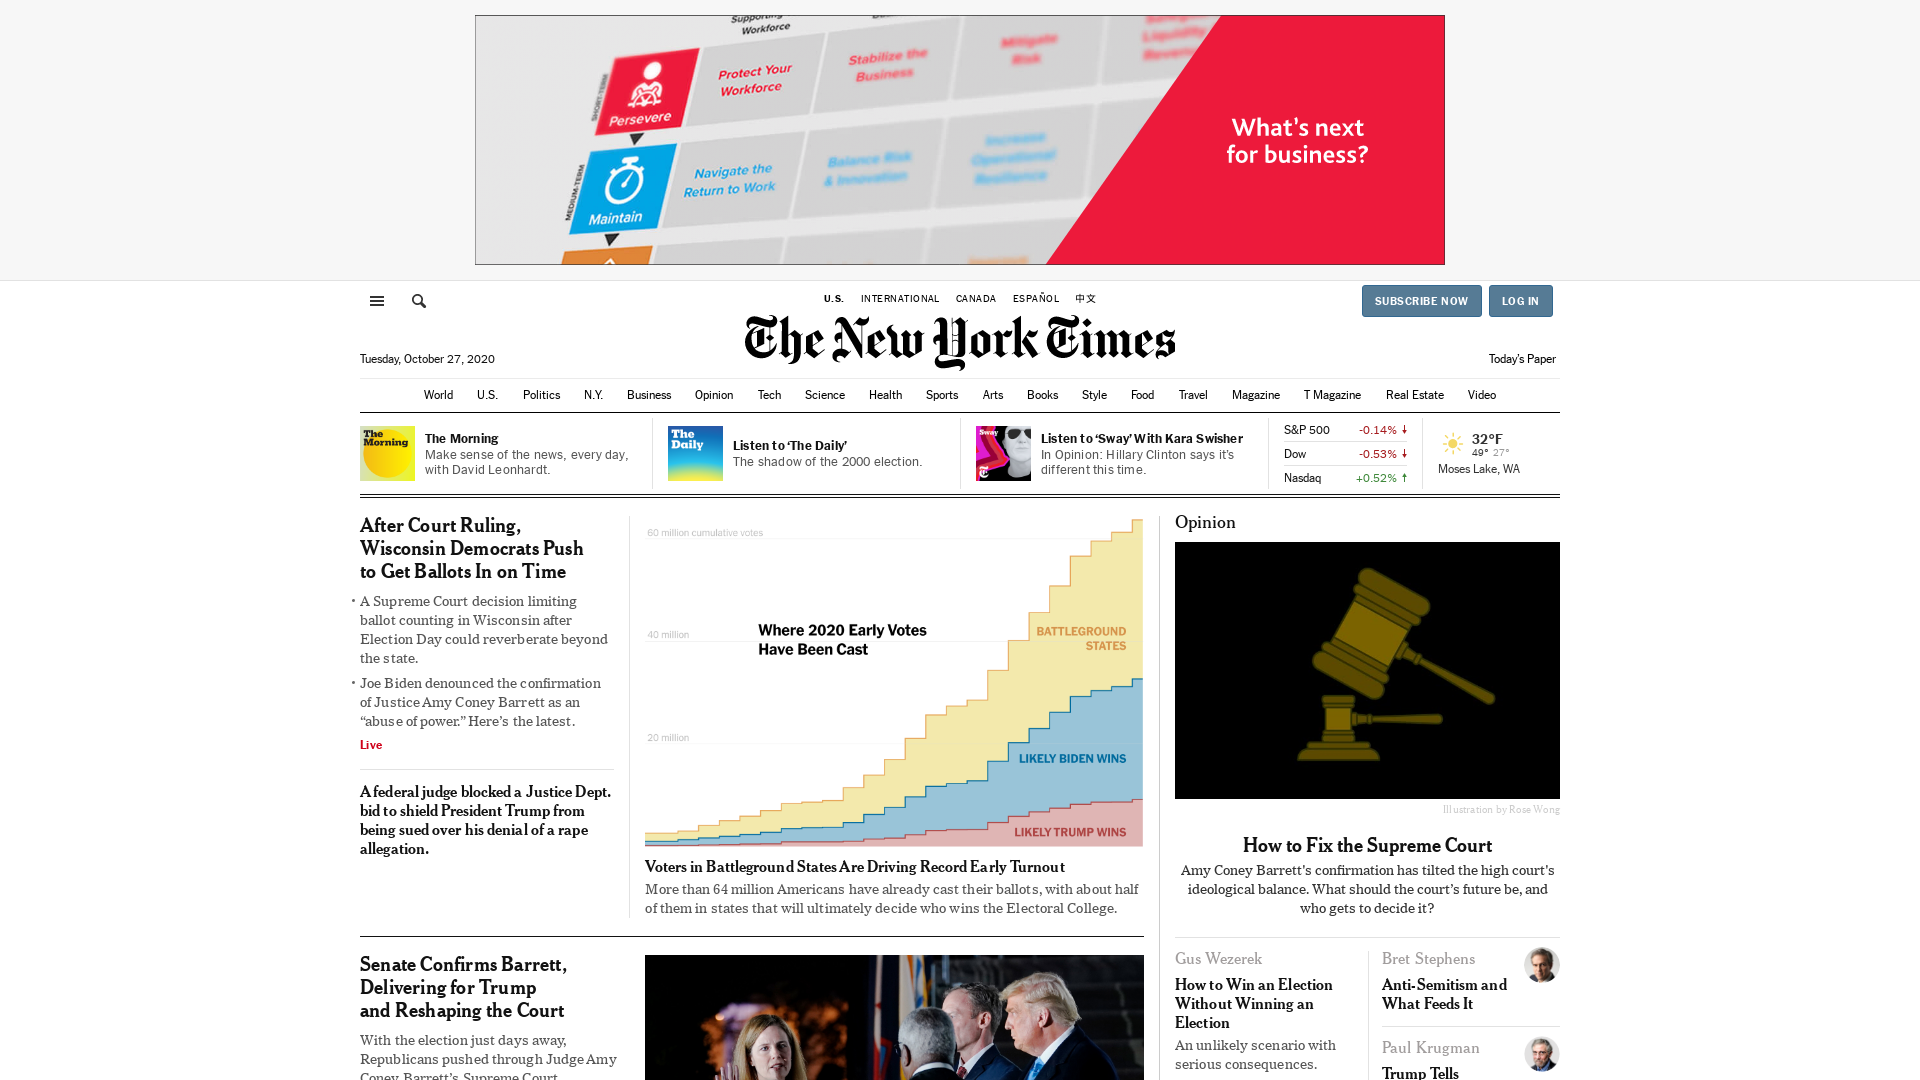 Workforce
SHORT-TERM
Persevere
Protect Your
Workforce
Stabilize the
Business
Mitigate
Risk
MEDIUM-TERM
Maintain
Navigate the
Return to Work
Balance Risk
& Innovation
Increase
Operational
Resilience
What's next
for business?
U.S. INTERNATIONAL CANADA ESPAÑOL 中文
SUBSCRIBE NOW LOG IN
The New York Times
Tuesday, October 27, 2020
Today's Paper
World U.S. Politics N.Y. Business Opinion Tech Science Health Sports Arts Books Style Food Travel Magazine T Magazine Real Estate Video
The
Morning
The Morning
Make sense of the news, every day,
with David Leonhardt.
The
Daily
Listen to ‘The Daily’
The shadow of the 2000 election.
Sway
Listen to ‘Sway’ With Kara Swisher
In Opinion: Hillary Clinton says it's
different this time.
S&P 500 -0.14%
Dow -0.53%
Nasdaq +0.52%
32°F
49° 27°
Moses Lake, WA
After Court Ruling,
Wisconsin Democrats Push
to Get Ballots In on Time
A Supreme Court decision limiting
ballot counting in Wisconsin after
Election Day could reverberate beyond
the state.
Joe Biden denounced the confirmation
of Justice Amy Coney Barrett as an
“abuse of power.” Here’s the latest.
Live
A federal judge blocked a Justice Dept.
bid to shield President Trump from
being sued over his denial of a rape
allegation.
60 million cumulative votes
40 million
20 million
Where 2020 Early Votes
Have Been Cast
BATTLEGROUND
STATES
LIKELY BIDEN WINS
LIKELY TRUMP WINS
Voters in Battleground States Are Driving Record Early Turnout
More than 64 million Americans have already cast their ballots, with about half
of them in states that will ultimately decide who wins the Electoral College.
Opinion
Illustration by Rose Wong
How to Fix the Supreme Court
Amy Coney Barrett's confirmation has tilted the high court's
ideological balance. What should the court’s future be, and
who gets to decide it?
Senate Confirms Barrett,
Delivering for Trump
and Reshaping the Court
With the election just days away,
Republicans pushed through Judge Amy
Coney Barrett’s Supreme Court
Gus Wezerek
How to Win an Election
Without Winning an
Election
An unlikely scenario with
serious consequences.
Bret Stephens
Anti-Semitism and
What Feeds It
Paul Krugman
Trump Tells